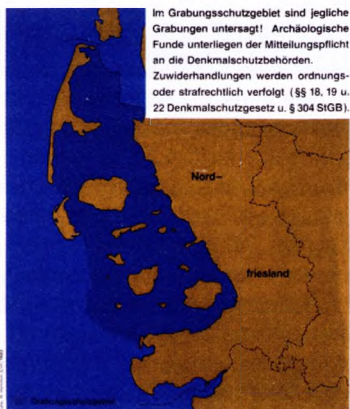 Im Grabungsschutzgebiet sind jegliche
Grabungen untersagt! Archäologische
Funde unterliegen der Mitteilungspflicht
an die Denkmalschutzbehörden.
Zuwiderhandlungen werden ordnungs-
oder strafrechtlich verfolgt (§§ 18, 19 u.
22 Denkmalschutzgesetz u. § 304 StGB).
Nord-
friesland
Grabungsschutzgebiet